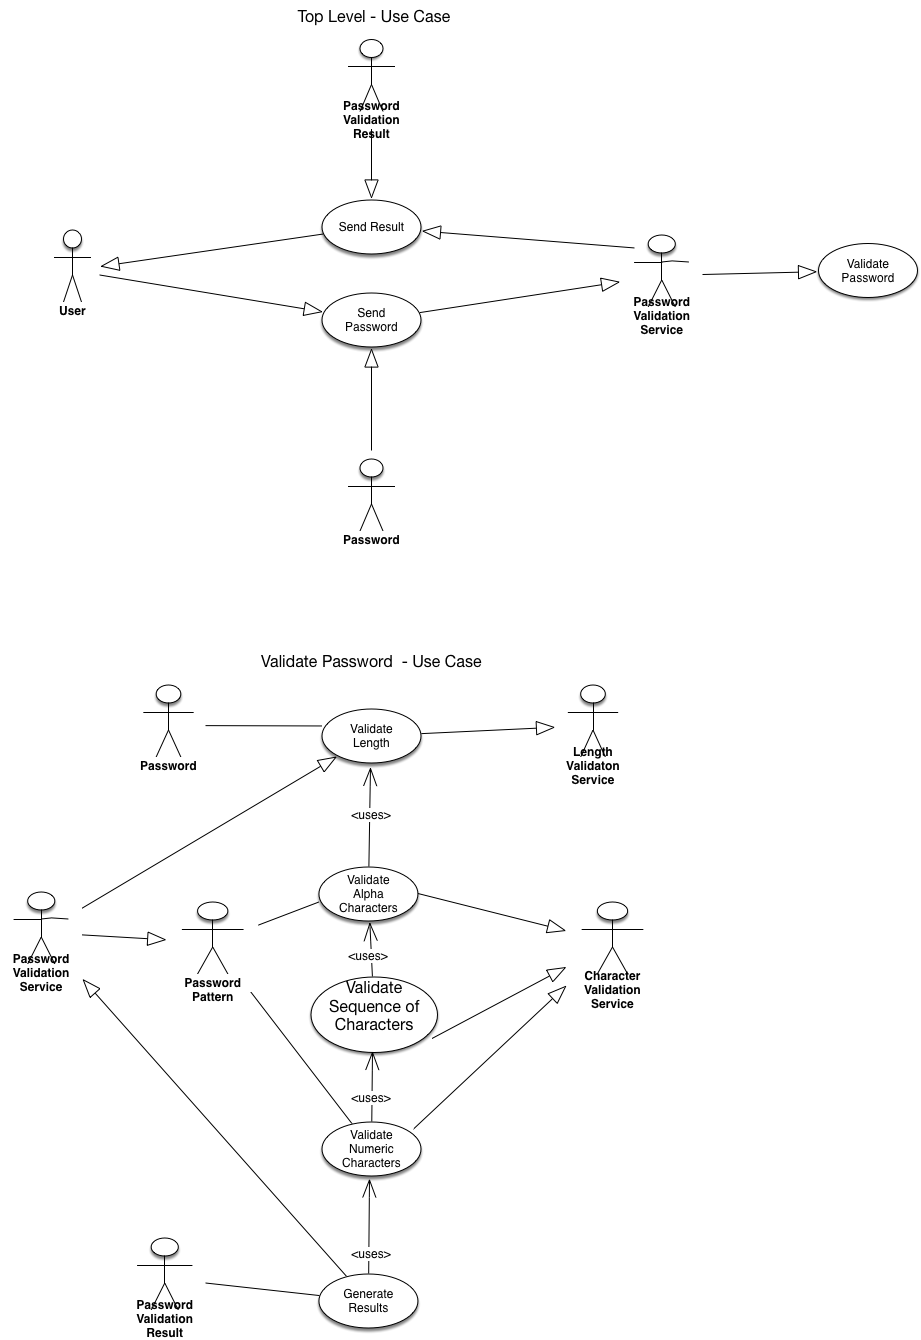 Top Level - Use Case
Password
Validation
Result
Send Result
User
Send
Password
Password
Validation
Service
Validate
Password
Password
Validate Password  - Use Case
Password
Validate
Length
Length
Validaton
Service
<uses>
Validate
Alpha
Characters
Password
Validation
Service
Password
Pattern
<uses>
Character
Validation
Service
Validate
Sequence of
Characters
<uses>
Validate
Numeric
Characters
<uses>
Password
Validation
Result
Generate
Results